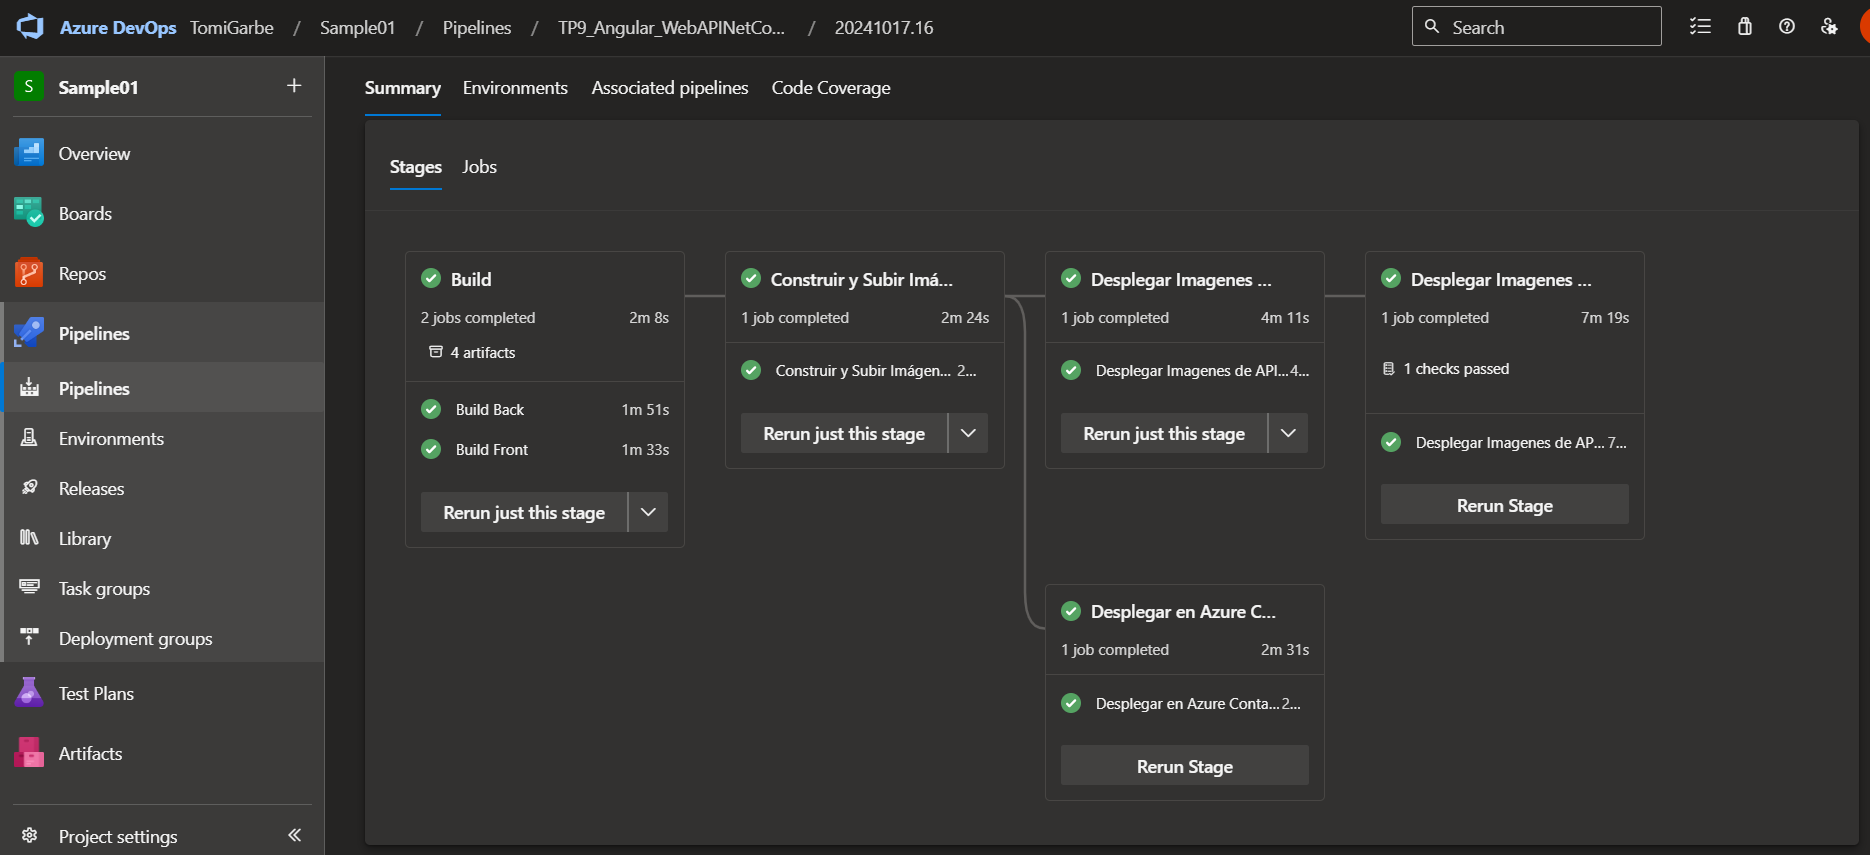 Azure DevOps TomiGarbe / Sample01 / Pipelines / TP9_Angular_WebAPINetCo... / 20241017.16
Search
S Sample01
Overview
Boards
Repos
Pipelines
Pipelines
Environments
Releases
Library
Task groups
Deployment groups
Test Plans
Artifacts
Project settings
Summary Environments Associated pipelines Code Coverage
Stages Jobs
Build
2 jobs completed 2m 8s
4 artifacts
Build Back 1m 51s
Build Front 1m 33s
Rerun just this stage
Construir y Subir Imá...
1 job completed 2m 24s
Construir y Subir Imágen... 2...
Rerun just this stage
Desplegar Imagenes ...
1 job completed 4m 11s
Desplegar Imagenes de API...4...
Rerun just this stage
Desplegar Imagenes ...
1 job completed 7m 19s
1 checks passed
Desplegar Imagenes de AP... 7...
Rerun Stage
Desplegar en Azure C...
1 job completed 2m 31s
Desplegar en Azure Conta...2...
Rerun Stage